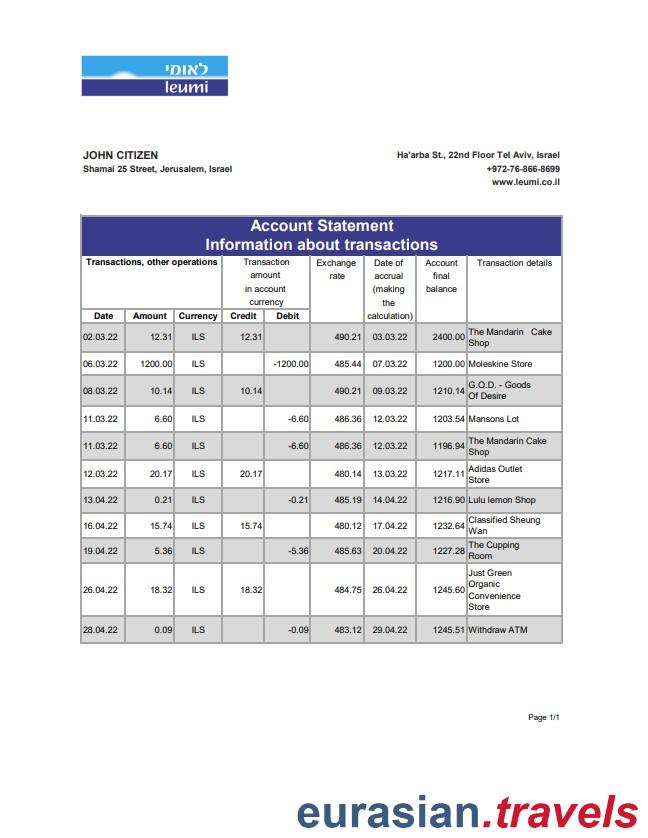 לאומי
leumi
JOHN CITIZEN
Shamai 25 Street, Jerusalem, Israel
Ha'arba St., 22nd Floor Tel Aviv, Israel
+972-76-866-8699
www.leumi.co.il
Account Statement
Information about transactions
Transactions, other operations
Transaction
amount
in account
currency
Exchange
rate
Date of
accrual
(making
the
calculation)
Account
final
balance
Transaction details
Date Amount Currency Credit Debit
02.03.22 12.31 ILS 12.31 490.21 03.03.22 2400.00 The Mandarin Cake
Shop
06.03.22 1200.00 ILS -1200.00 485.44 07.03.22 1200.00 Moleskine Store
08.03.22 10.14 ILS 10.14 490.21 09.03.22 1210.14 G.O.D. - Goods
Of Desire
11.03.22 6.60 ILS -6.60 486.36 12.03.22 1203.54 Mansons Lot
11.03.22 6.60 ILS -6.60 486.36 12.03.22 1196.94 The Mandarin Cake
Shop
12.03.22 20.17 ILS 20.17 480.14 13.03.22 1217.11 Adidas Outlet
Store
13.04.22 0.21 ILS -0.21 485.19 14.04.22 1216.90 Lulu lemon Shop
16.04.22 15.74 ILS 15.74 480.12 17.04.22 1232.64 Classified Sheung
Wan
19.04.22 5.36 ILS -5.36 485.63 20.04.22 1227.28 The Cupping
Room
26.04.22 18.32 ILS 18.32 484.75 26.04.22 1245.60 Just Green
Organic
Convenience
Store
28.04.22 0.09 ILS -0.09 483.12 29.04.22 1245.51 Withdraw ATM
Page 1/1
eurasian.travels